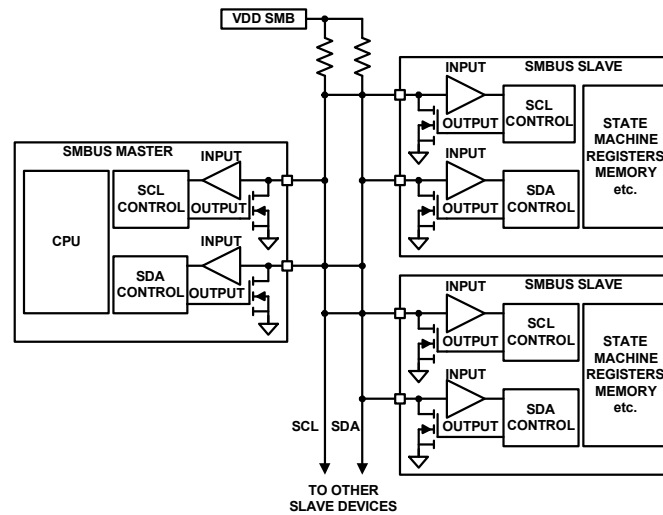 VDD SMB
SMBUS MASTER
CPU
SCL
CONTROL
INPUT
OUTPUT
SDA
CONTROL
INPUT
OUTPUT
SCL
SDA
TO OTHER
SLAVE DEVICES
SMBUS SLAVE
INPUT
OUTPUT
SCL
CONTROL
INPUT
OUTPUT
SDA
CONTROL
STATE
MACHINE
REGISTERS
MEMORY
etc.
SMBUS SLAVE
INPUT
OUTPUT
SCL
CONTROL
INPUT
OUTPUT
SDA
CONTROL
STATE
MACHINE
REGISTERS
MEMORY
etc.